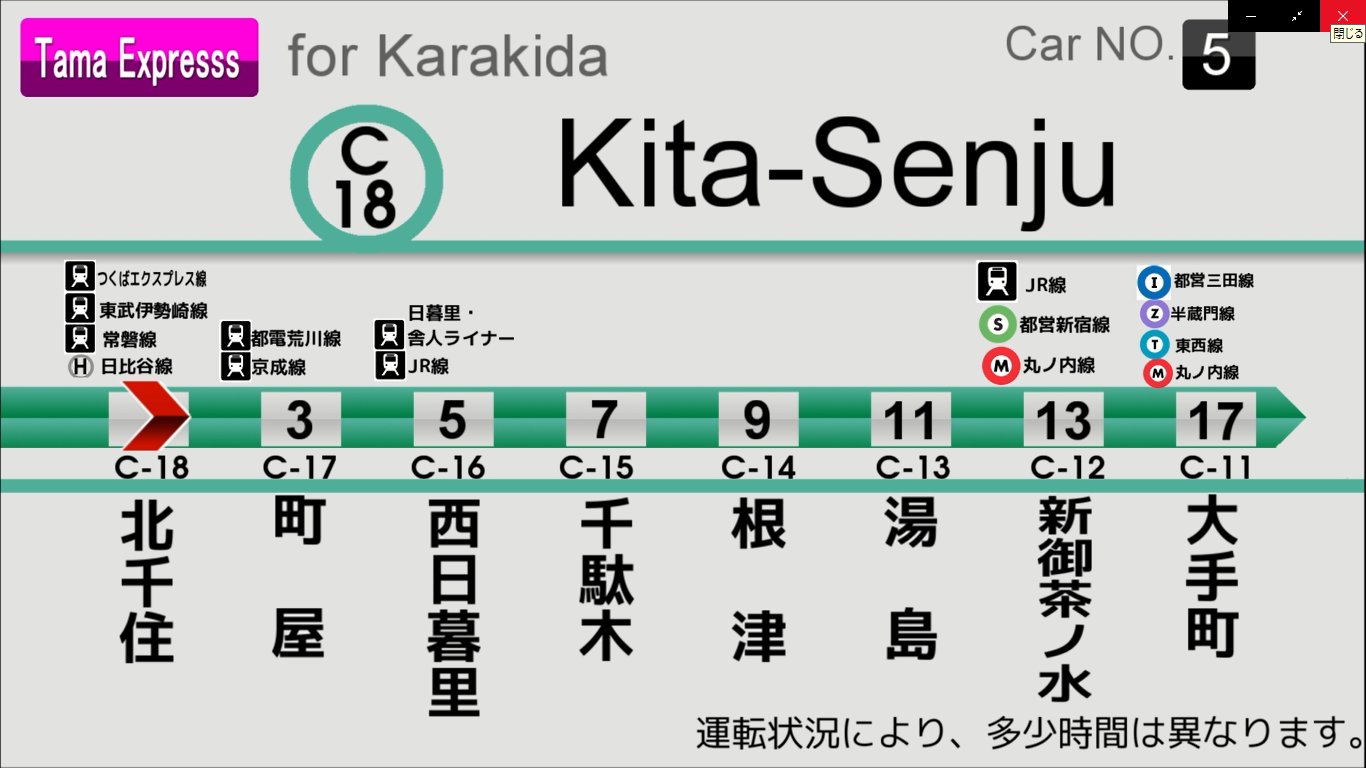 Tama Expresss
for Karakida
Car NO. 5
閉じる
C
18
Kita-Senju
つくばエクスプレス線
東武伊勢崎線
常磐線
H 日比谷線
都電荒川線
京成線
日暮里・
舎人ライナー
JR線
JR線
S 都営新宿線
M 丸ノ内線
I 都営三田線
Z 半蔵門線
T 東西線
M 丸ノ内線
3 5 7 9 11 13 17
C-18 C-17 C-16 C-15 C-14 C-13 C-12 C-11
北千住
町屋
西日暮里
千駄木
根津
湯島
新御茶ノ水
大手町
運転状況により、多少時間は異なります。